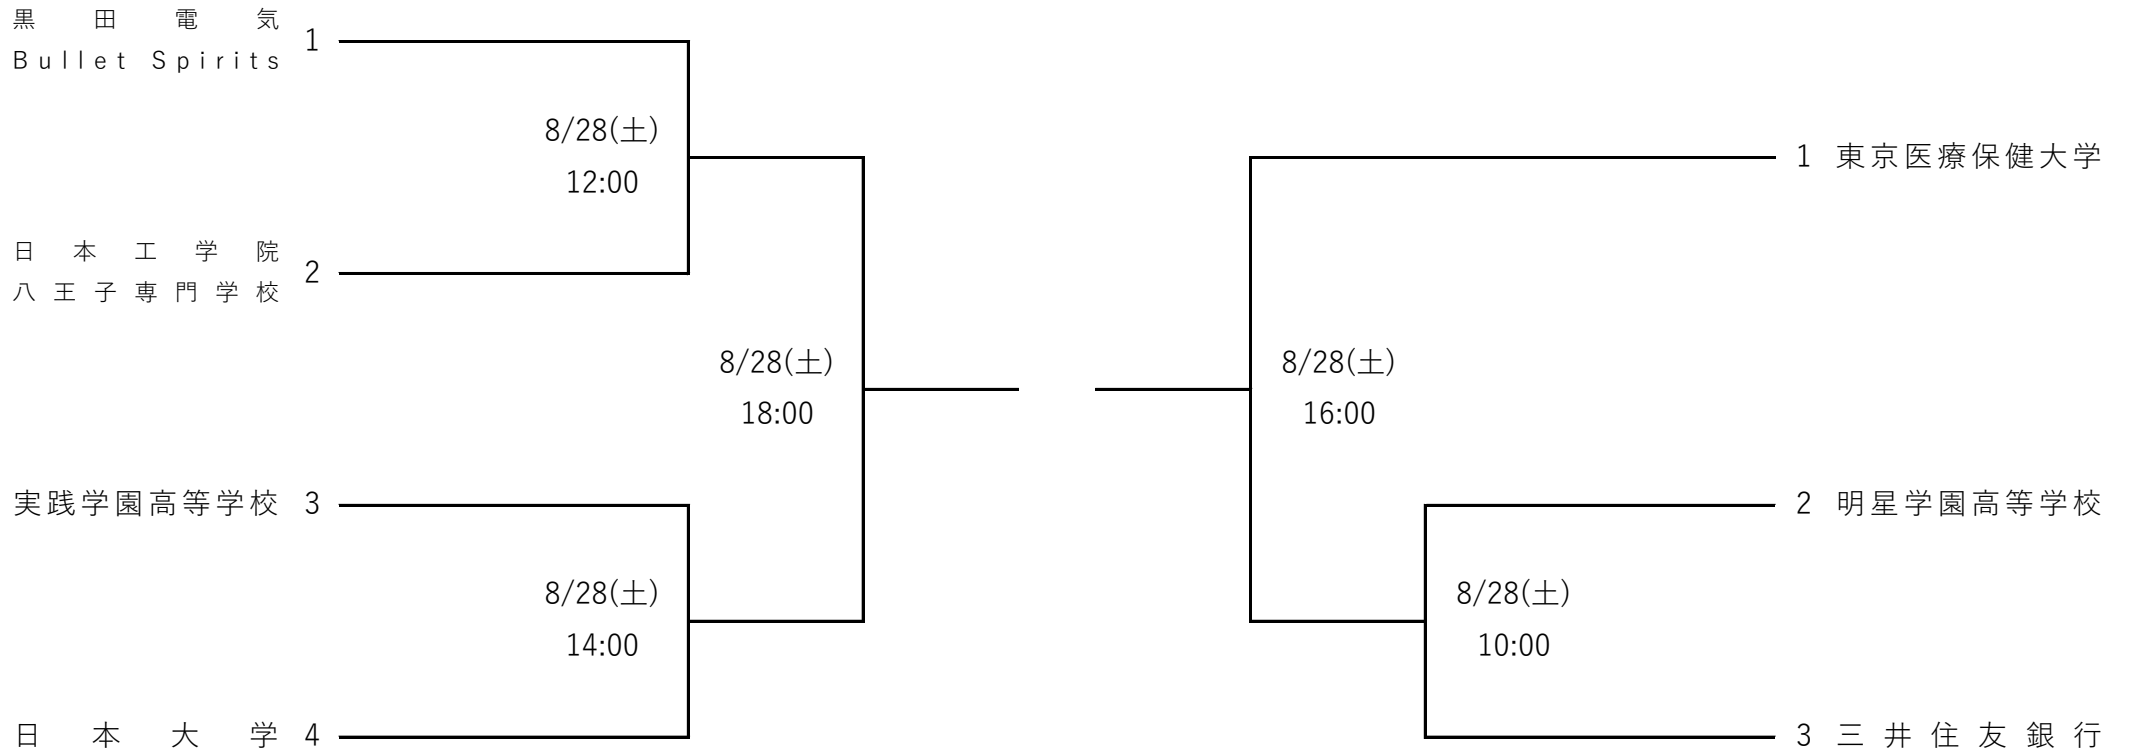 黒田電気
Bullet Spirits
1
8/28(土)
12:00
日本工学院
八王子専門学校
2
8/28(土)
18:00
実践学園高等学校 3
8/28(土)
14:00
日本大学 4
1 東京医療保健大学
8/28(土)
16:00
2 明星学園高等学校
8/28(土)
10:00
3 三井住友銀行